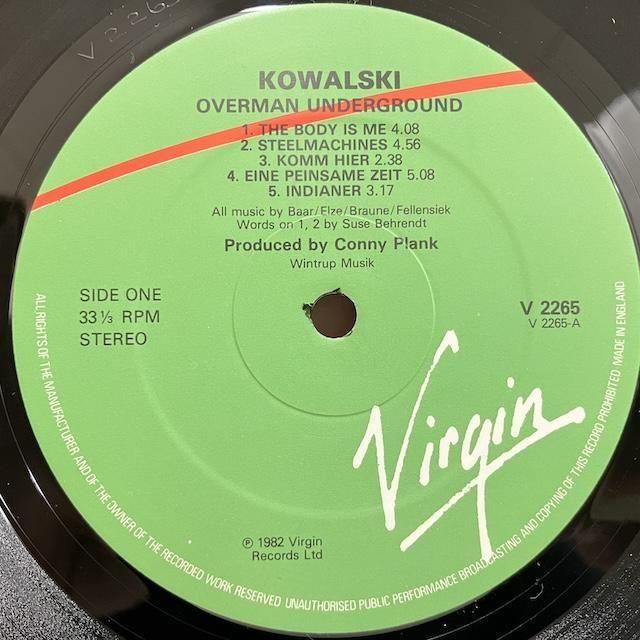 V 2265
KOWALSKI
OVERMAN UNDERGROUND
1. THE BODY IS ME 4.08
2. STEELMACHINES 4.56
3. KOMM HIER 2.38
4. EINE PEINSAME ZEIT 5.08
5. INDIANER 3.17
All music by Baar/Elze/Braune/Fellensiek
Words on 1, 2 by Suse Behrendt
Produced by Conny Plank
Wintrup Musik
SIDE ONE
33⅓ RPM
STEREO
V 2265
V 2265-A
Virgin
℗ 1982 Virgin
Records Ltd
ALL RIGHTS OF THE MANUFACTURER AND OF THE OWNER OF THE RECORDED WORK RESERVED UNAUTHORISED PUBLIC PERFORMANCE BROADCASTING AND COPYING OF THIS RECORD PROHIBITED MADE IN ENGLAND